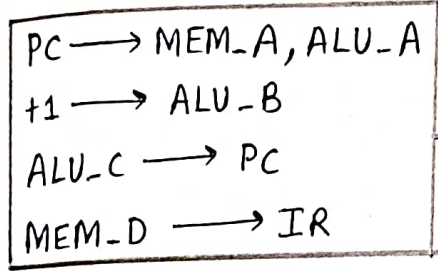 PC → MEM_A, ALU_A
+1 → ALU_B
ALU_C → PC
MEM_D → IR